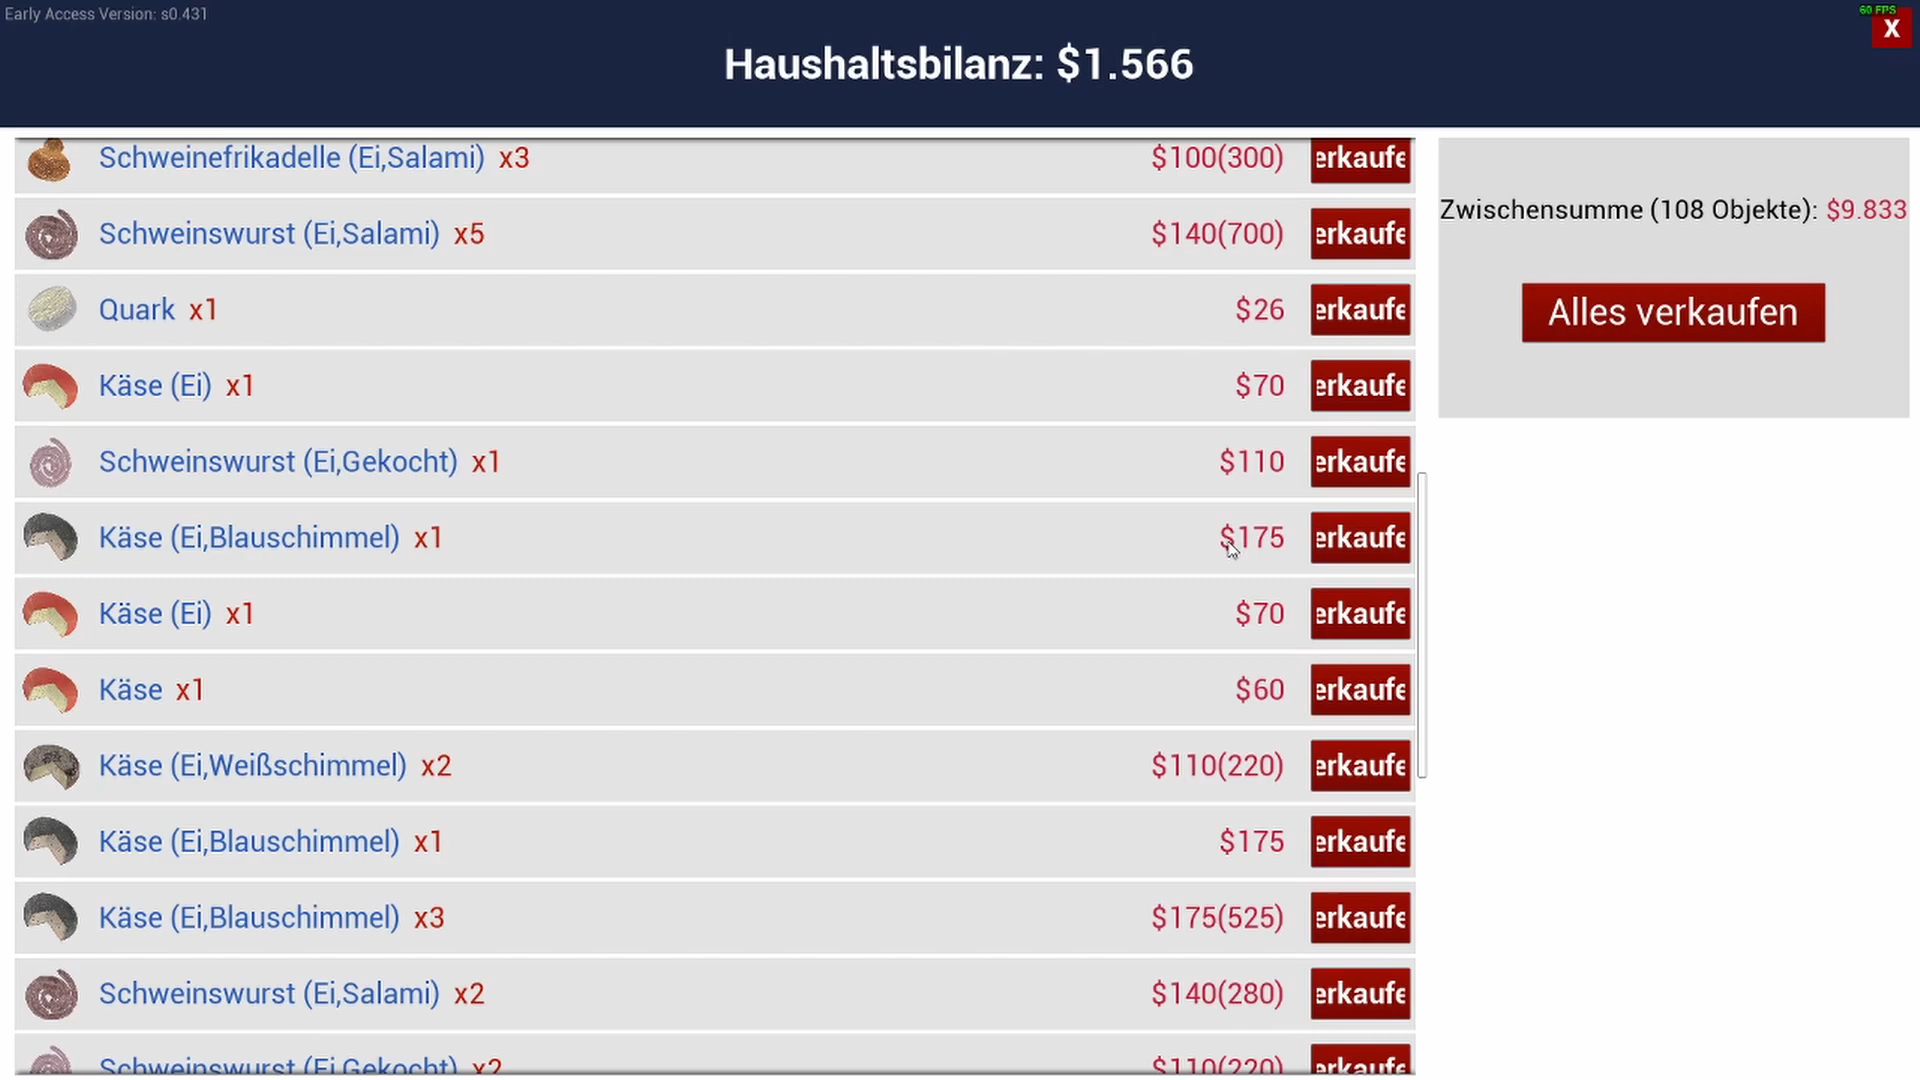 Early Access Version: s0.431
60 FPS
X
Haushaltsbilanz: $1.566
Schweinefrikadelle (Ei,Salami) x3 $100(300) erkaufe
Schweinswurst (Ei,Salami) x5 $140(700) erkaufe
Quark x1 $26 erkaufe
Käse (Ei) x1 $70 erkaufe
Schweinswurst (Ei,Gekocht) x1 $110 erkaufe
Käse (Ei,Blauschimmel) x1 $175 erkaufe
Käse (Ei) x1 $70 erkaufe
Käse x1 $60 erkaufe
Käse (Ei,Weißschimmel) x2 $110(220) erkaufe
Käse (Ei,Blauschimmel) x1 $175 erkaufe
Käse (Ei,Blauschimmel) x3 $175(525) erkaufe
Schweinswurst (Ei,Salami) x2 $140(280) erkaufe
Schweinswurst (Ei,Gekocht) x2 $110(220) erkaufe
Zwischensumme (108 Objekte): $9.833
Alles verkaufen